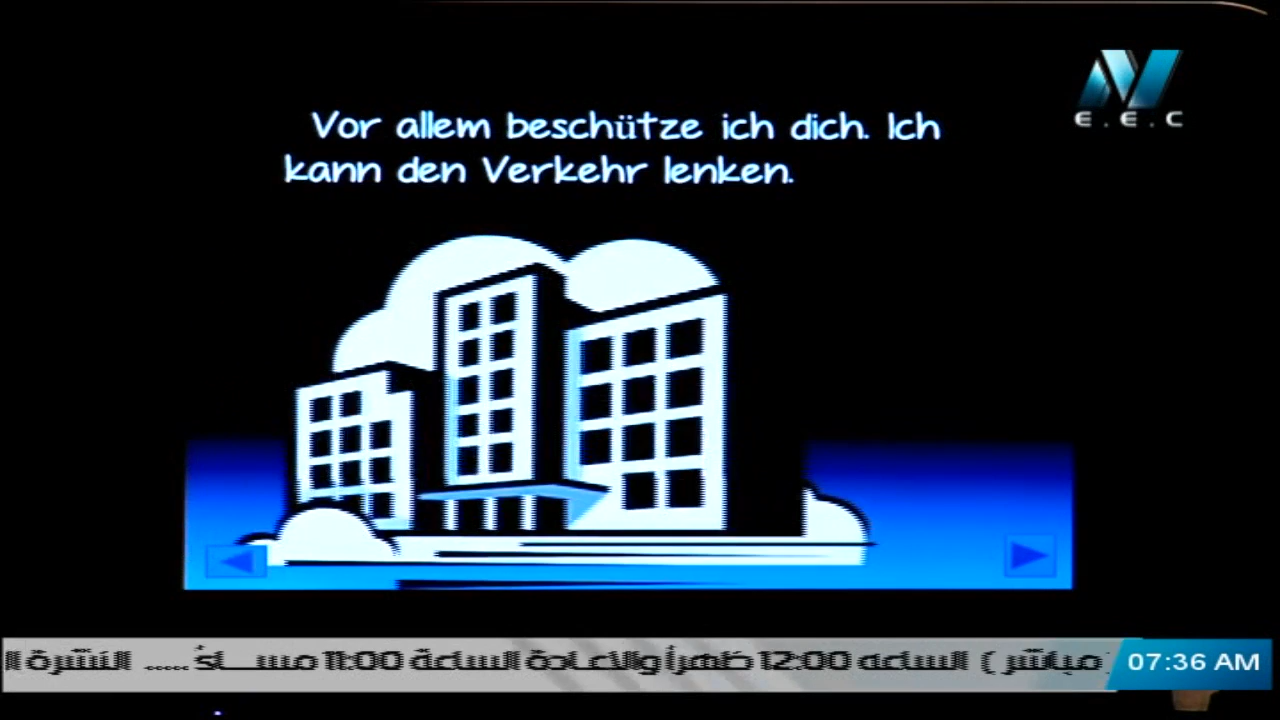 E.E.C
Vor allem beschütze ich dich. Ich
kann den Verkehr lenken.
مباشر ) الساعه 12:00 ظهراً والاعادة الساعة 11:00 مســاءً ..... النشرة
07:36 AM